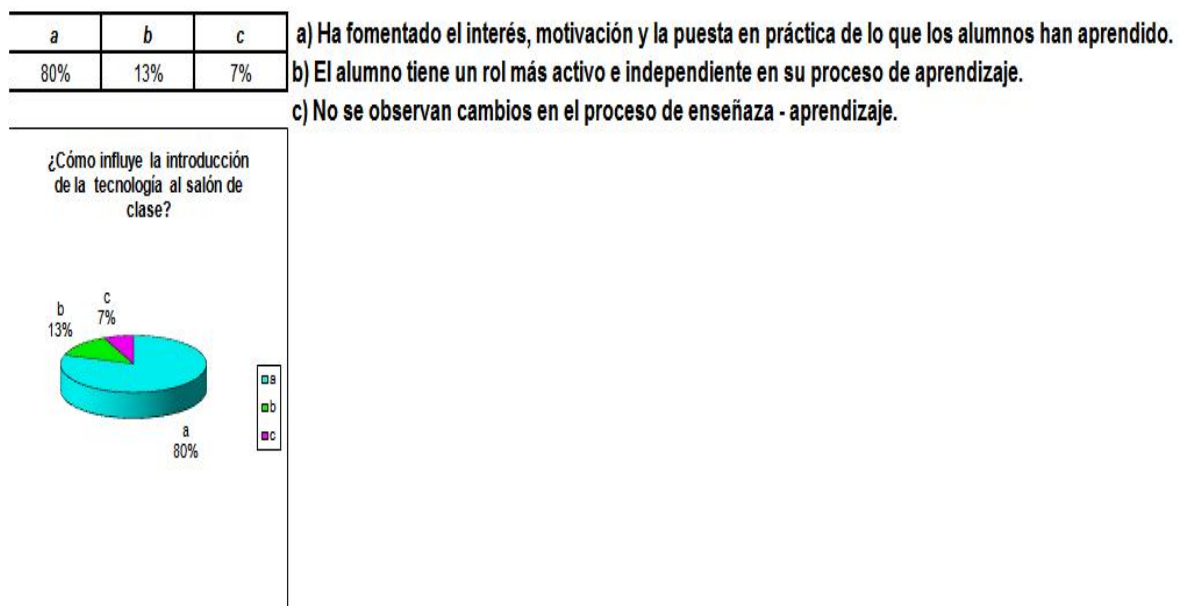 a b c
80% 13% 7%
a) Ha fomentado el interés, motivación y la puesta en práctica de lo que los alumnos han aprendido.
b) El alumno tiene un rol más activo e independiente en su proceso de aprendizaje.
c) No se observan cambios en el proceso de enseñaza - aprendizaje.
¿Cómo influye la introducción
de la tecnología al salón de
clase?
b
13%
c
7%
a
80%
a
b
c